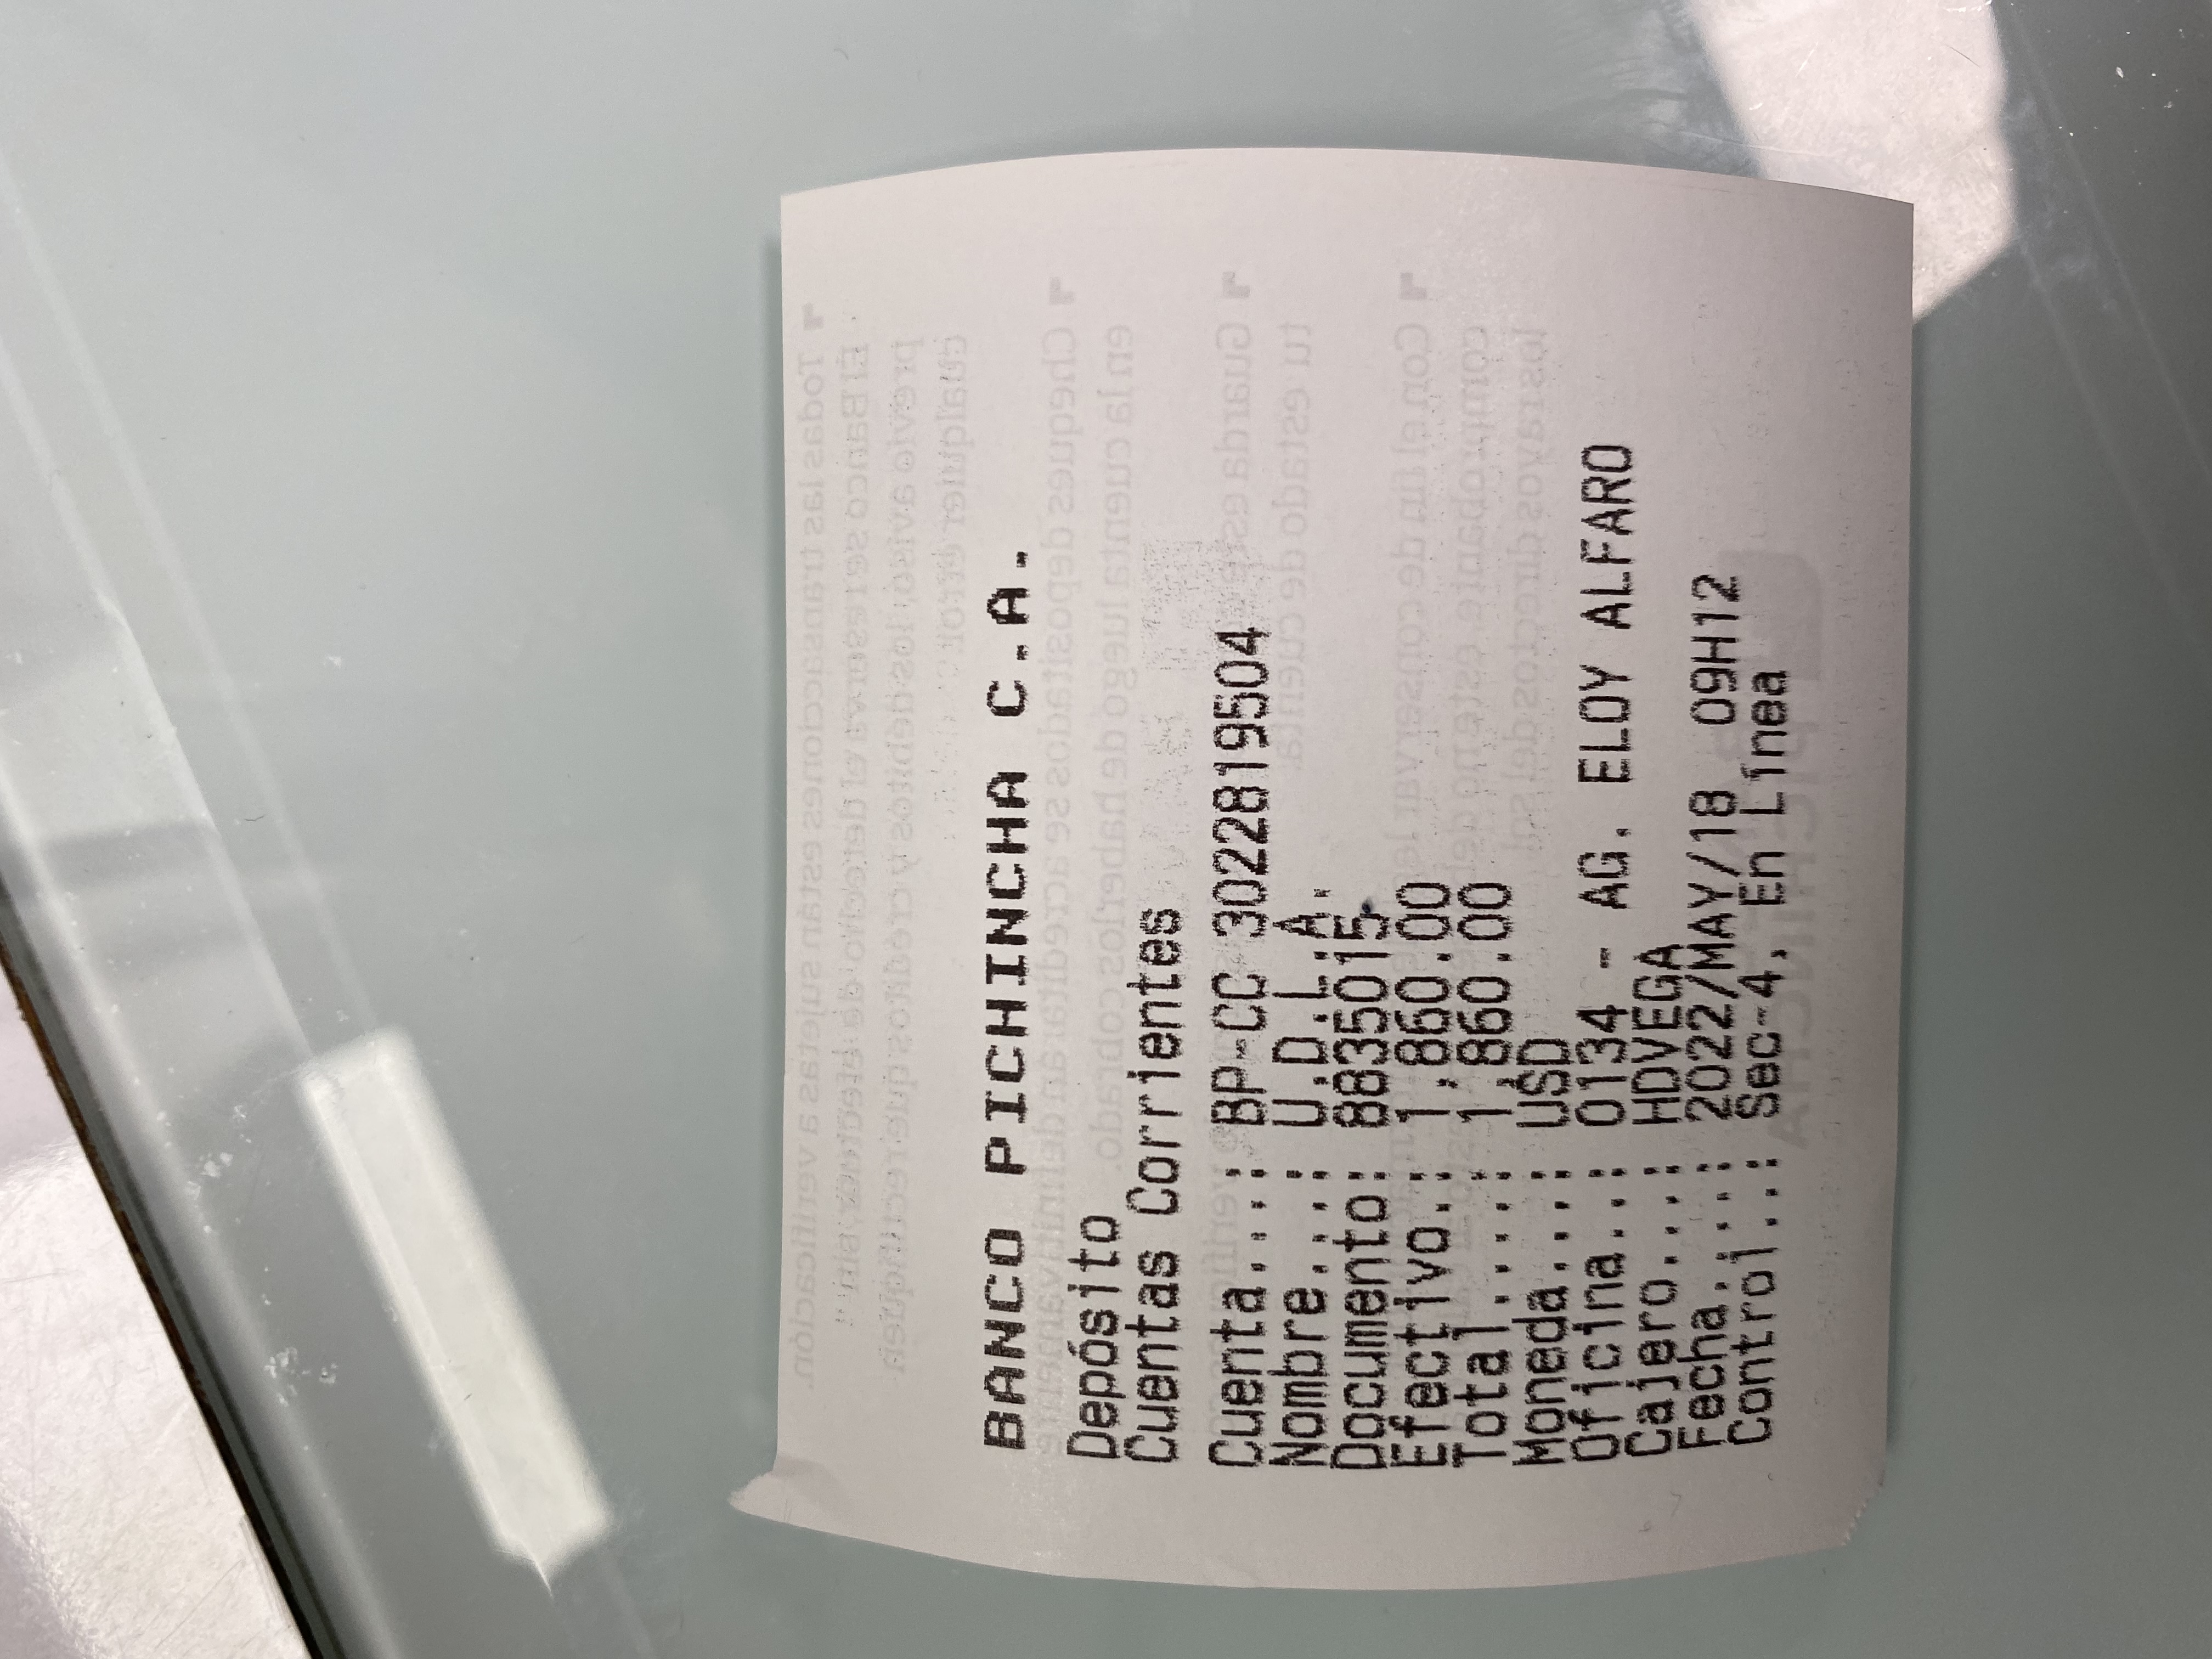 BANCO PICHINCHA C.A.
Depósito
Cuentas Corrientes
Cuenta....: BP-CC 3022819504
Nombre....: U.D.L.A.
Documento: 8835015
Efectivo.: 1,860.00
Total.....: 1,860.00
Moneda....: USD
Oficina...: 0134 - AG. ELOY ALFARO
Cajero....: HDVEGA
Fecha.....: 2022/MAY/18 09H12
Control...: Sec-4, En Línea